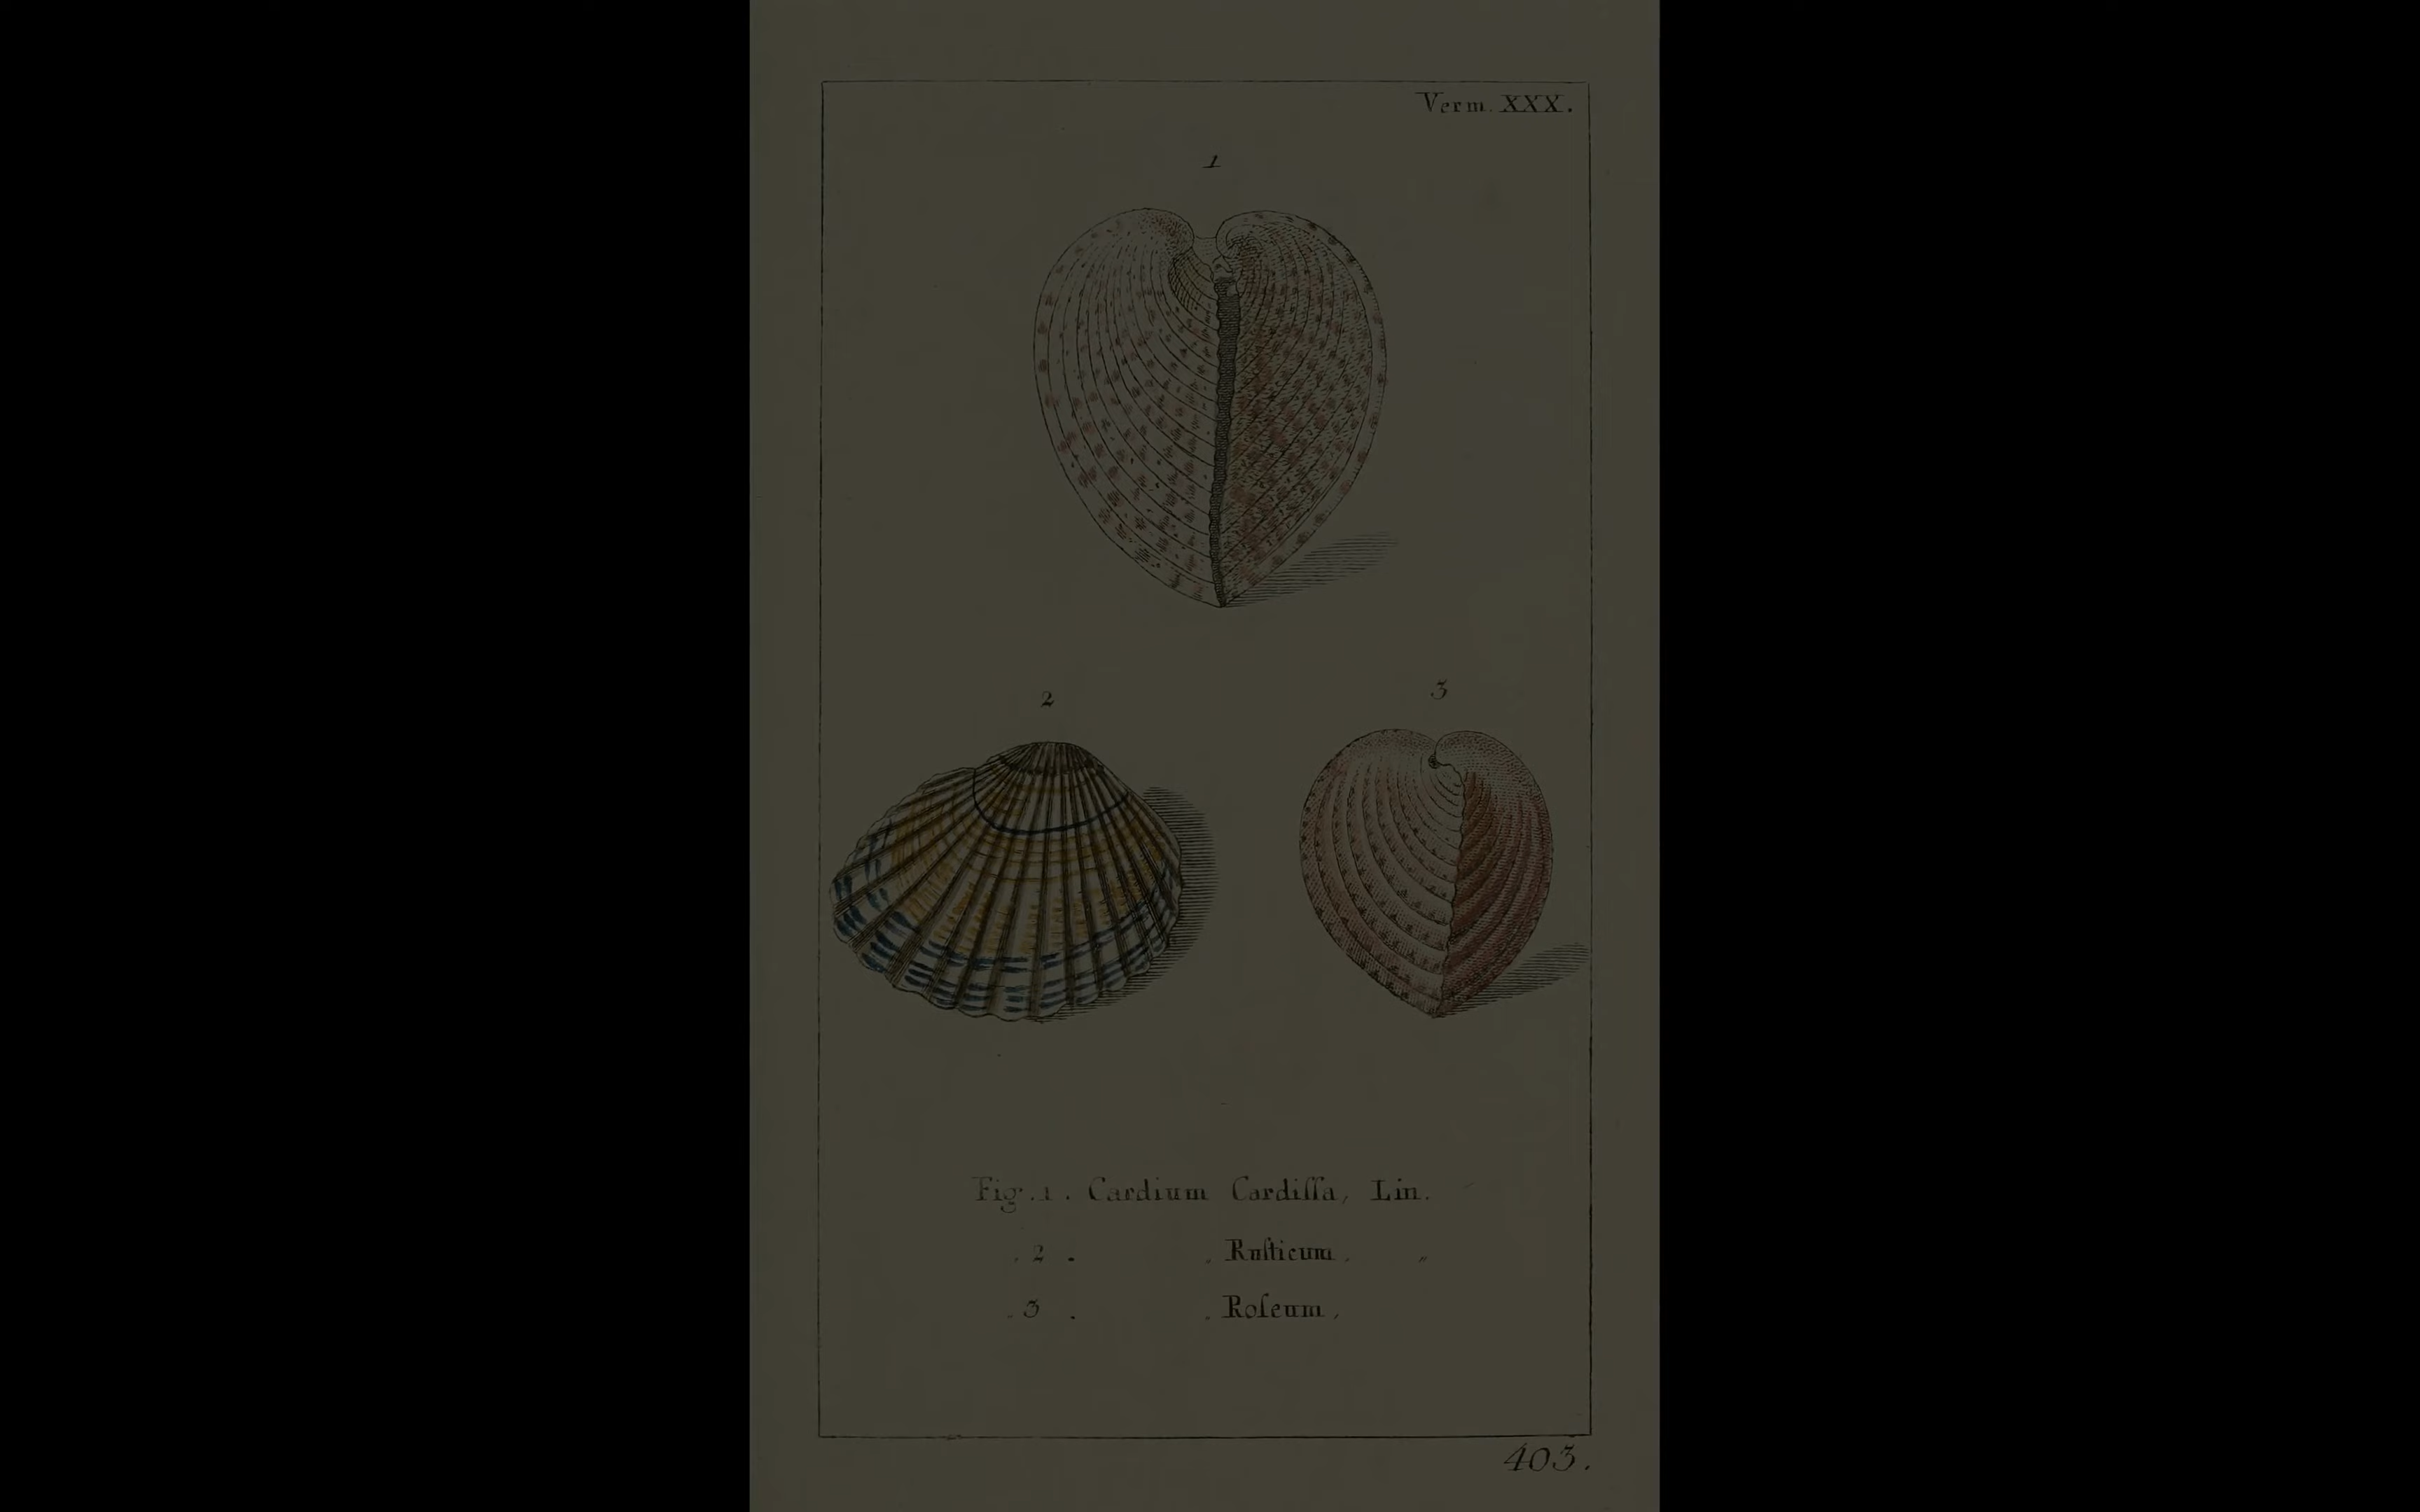 Verm. XXX.
1
2
3
Fig. 1. Cardium Cardiſſa, Lin.
„ 2 . „ Ruſticum, „
„ 3 . „ Roſeum,
403.